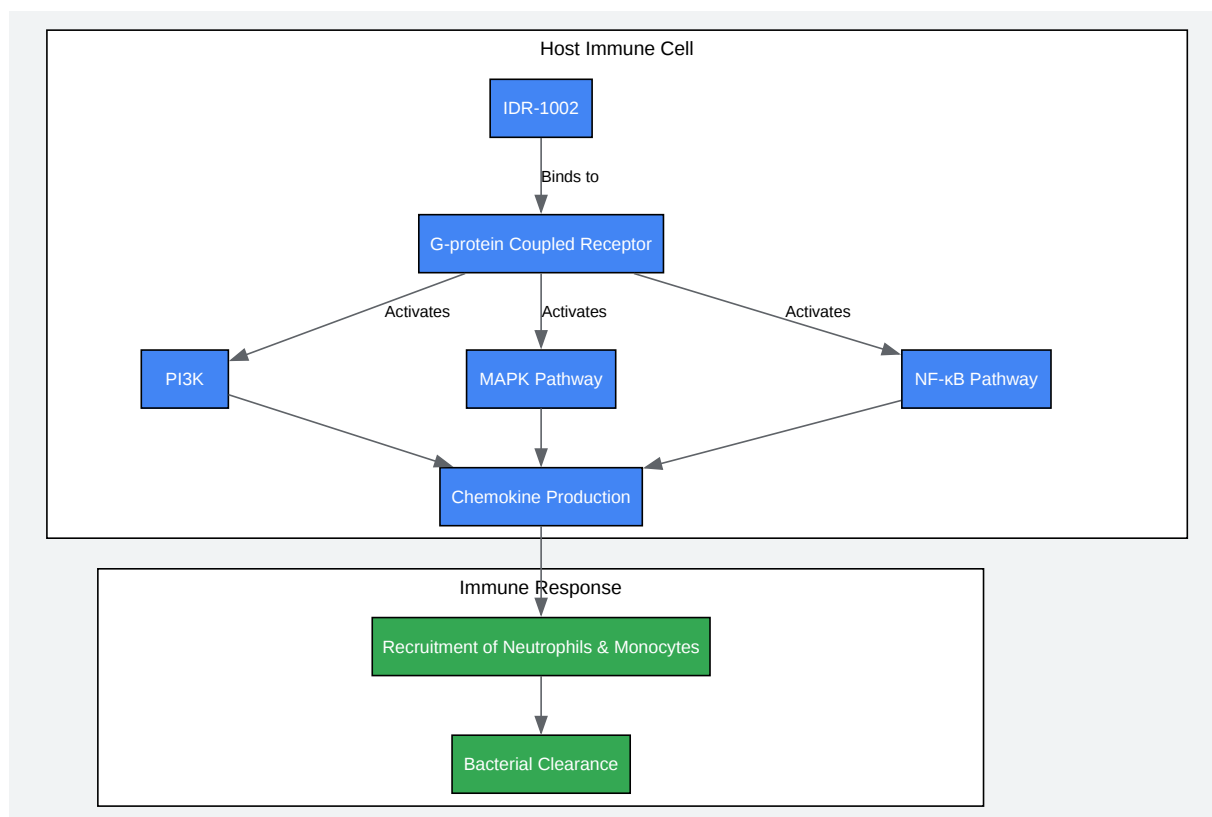 Host Immune Cell
IDR-1002
Binds to
G-protein Coupled Receptor
Activates
Activates
Activates
PI3K
MAPK Pathway
NF-κB Pathway
Chemokine Production
Immune Response
Recruitment of Neutrophils & Monocytes
Bacterial Clearance